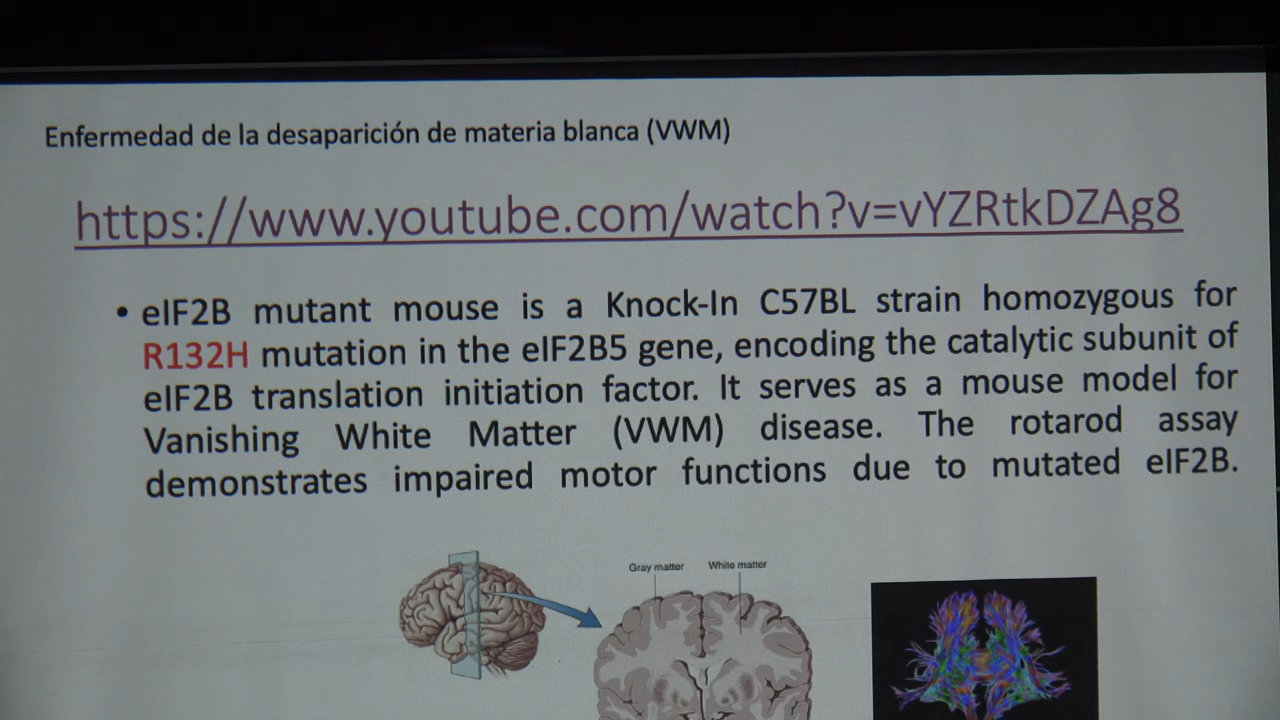 Enfermedad de la desaparición de materia blanca (VWM)
https://www.youtube.com/watch?v=vYZRtkDZAg8
• eIF2B mutant mouse is a Knock-In C57BL strain homozygous for
R132H mutation in the eIF2B5 gene, encoding the catalytic subunit of
eIF2B translation initiation factor. It serves as a mouse model for
Vanishing White Matter (VWM) disease. The rotarod assay
demonstrates impaired motor functions due to mutated eIF2B.
Gray matter White matter